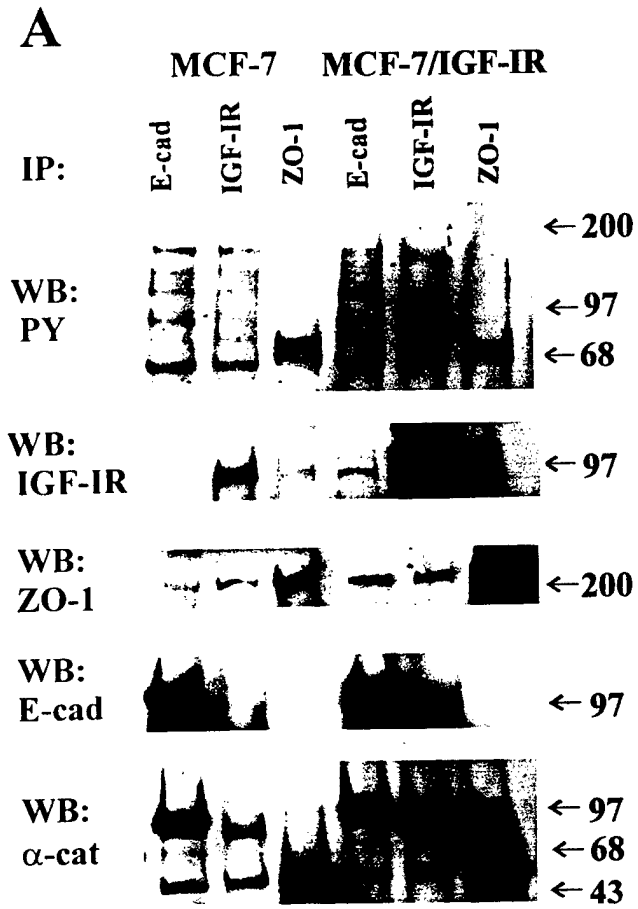 A
MCF-7 MCF-7/IGF-IR
IP: E-cad IGF-IR ZO-1 E-cad IGF-IR ZO-1
←200
WB:
PY
←97
←68
WB:
IGF-IR
←97
WB:
ZO-1
←200
WB:
E-cad
←97
WB:
α-cat
←97
←68
←43